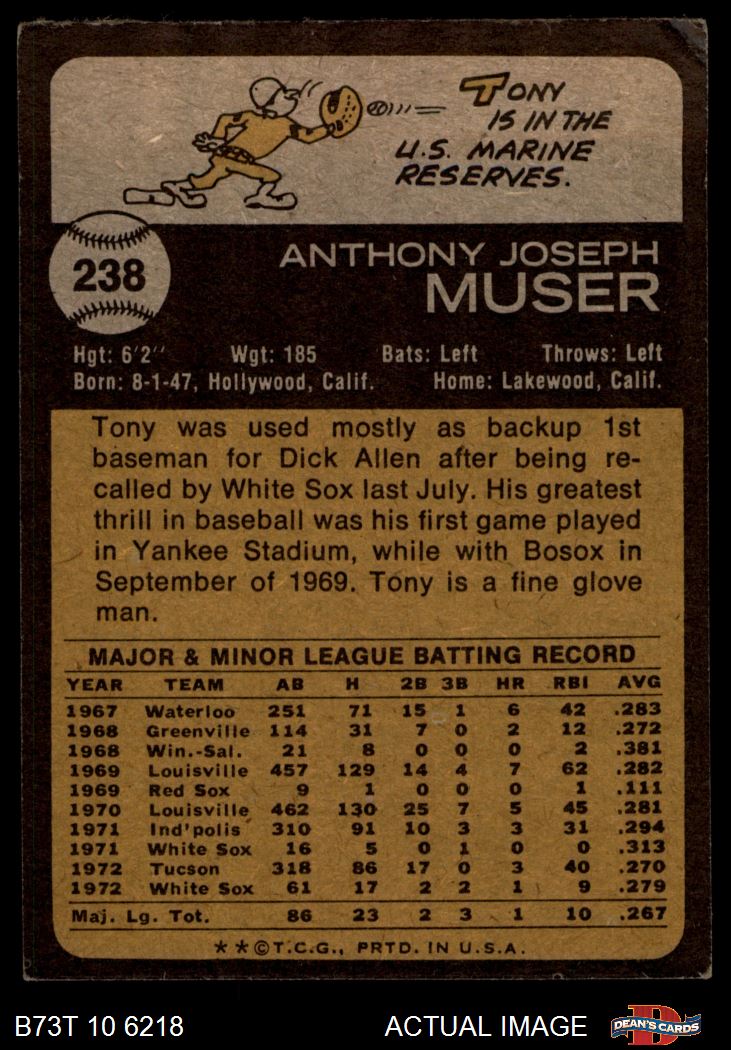 TONY
IS IN THE
U.S. MARINE
RESERVES.
238
ANTHONY JOSEPH
MUSER
Hgt: 6'2'' Wgt: 185 Bats: Left Throws: Left
Born: 8-1-47, Hollywood, Calif. Home: Lakewood, Calif.
Tony was used mostly as backup 1st
baseman for Dick Allen after being re-
called by White Sox last July. His greatest
thrill in baseball was his first game played
in Yankee Stadium, while with Bosox in
September of 1969. Tony is a fine glove
man.
MAJOR & MINOR LEAGUE BATTING RECORD
YEAR TEAM AB H 2B 3B HR RBI AVG
1967 Waterloo 251 71 15 1 6 42 .283
1968 Greenville 114 31 7 0 2 12 .272
1968 Win.-Sal. 21 8 0 0 0 2 .381
1969 Louisville 457 129 14 4 7 62 .282
1969 Red Sox 9 1 0 0 0 1 .111
1970 Louisville 462 130 25 7 5 45 .281
1971 Ind'polis 310 91 10 3 3 31 .294
1971 White Sox 16 5 0 1 0 0 .313
1972 Tucson 318 86 17 0 3 40 .270
1972 White Sox 61 17 2 2 1 9 .279
Maj. Lg. Tot. 86 23 2 3 1 10 .267
**©T.C.G., PRTD. IN U.S.A.
B73T 10 6218 ACTUAL IMAGE DEAN'S CARDS